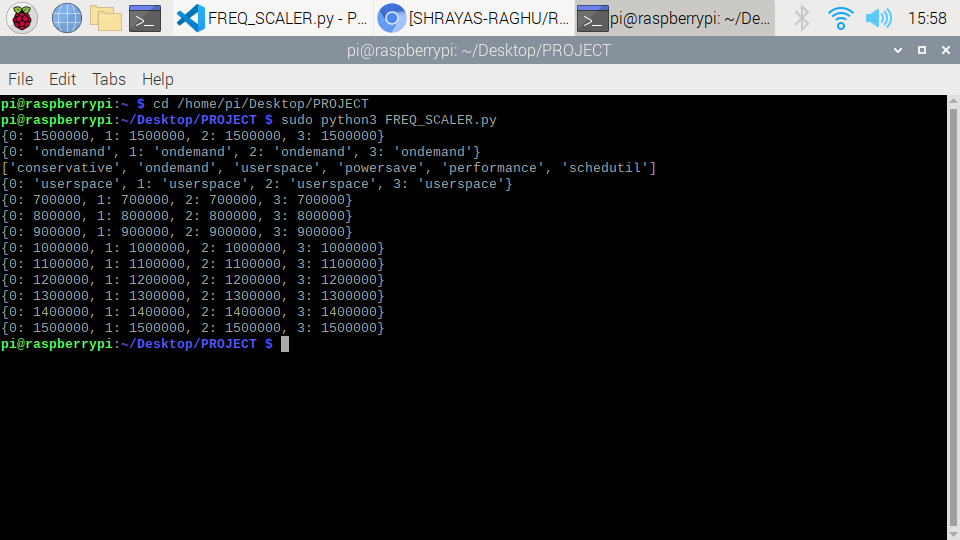 FREQ_SCALER.py - P...
[SHRAYAS-RAGHU/R...
pi@raspberrypi: ~/De...
15:58
pi@raspberrypi: ~/Desktop/PROJECT
File Edit Tabs Help
pi@raspberrypi:~ $ cd /home/pi/Desktop/PROJECT
pi@raspberrypi:~/Desktop/PROJECT $ sudo python3 FREQ_SCALER.py
{0: 1500000, 1: 1500000, 2: 1500000, 3: 1500000}
{0: 'ondemand', 1: 'ondemand', 2: 'ondemand', 3: 'ondemand'}
['conservative', 'ondemand', 'userspace', 'powersave', 'performance', 'schedutil']
{0: 'userspace', 1: 'userspace', 2: 'userspace', 3: 'userspace'}
{0: 700000, 1: 700000, 2: 700000, 3: 700000}
{0: 800000, 1: 800000, 2: 800000, 3: 800000}
{0: 900000, 1: 900000, 2: 900000, 3: 900000}
{0: 1000000, 1: 1000000, 2: 1000000, 3: 1000000}
{0: 1100000, 1: 1100000, 2: 1100000, 3: 1100000}
{0: 1200000, 1: 1200000, 2: 1200000, 3: 1200000}
{0: 1300000, 1: 1300000, 2: 1300000, 3: 1300000}
{0: 1400000, 1: 1400000, 2: 1400000, 3: 1400000}
{0: 1500000, 1: 1500000, 2: 1500000, 3: 1500000}
pi@raspberrypi:~/Desktop/PROJECT $